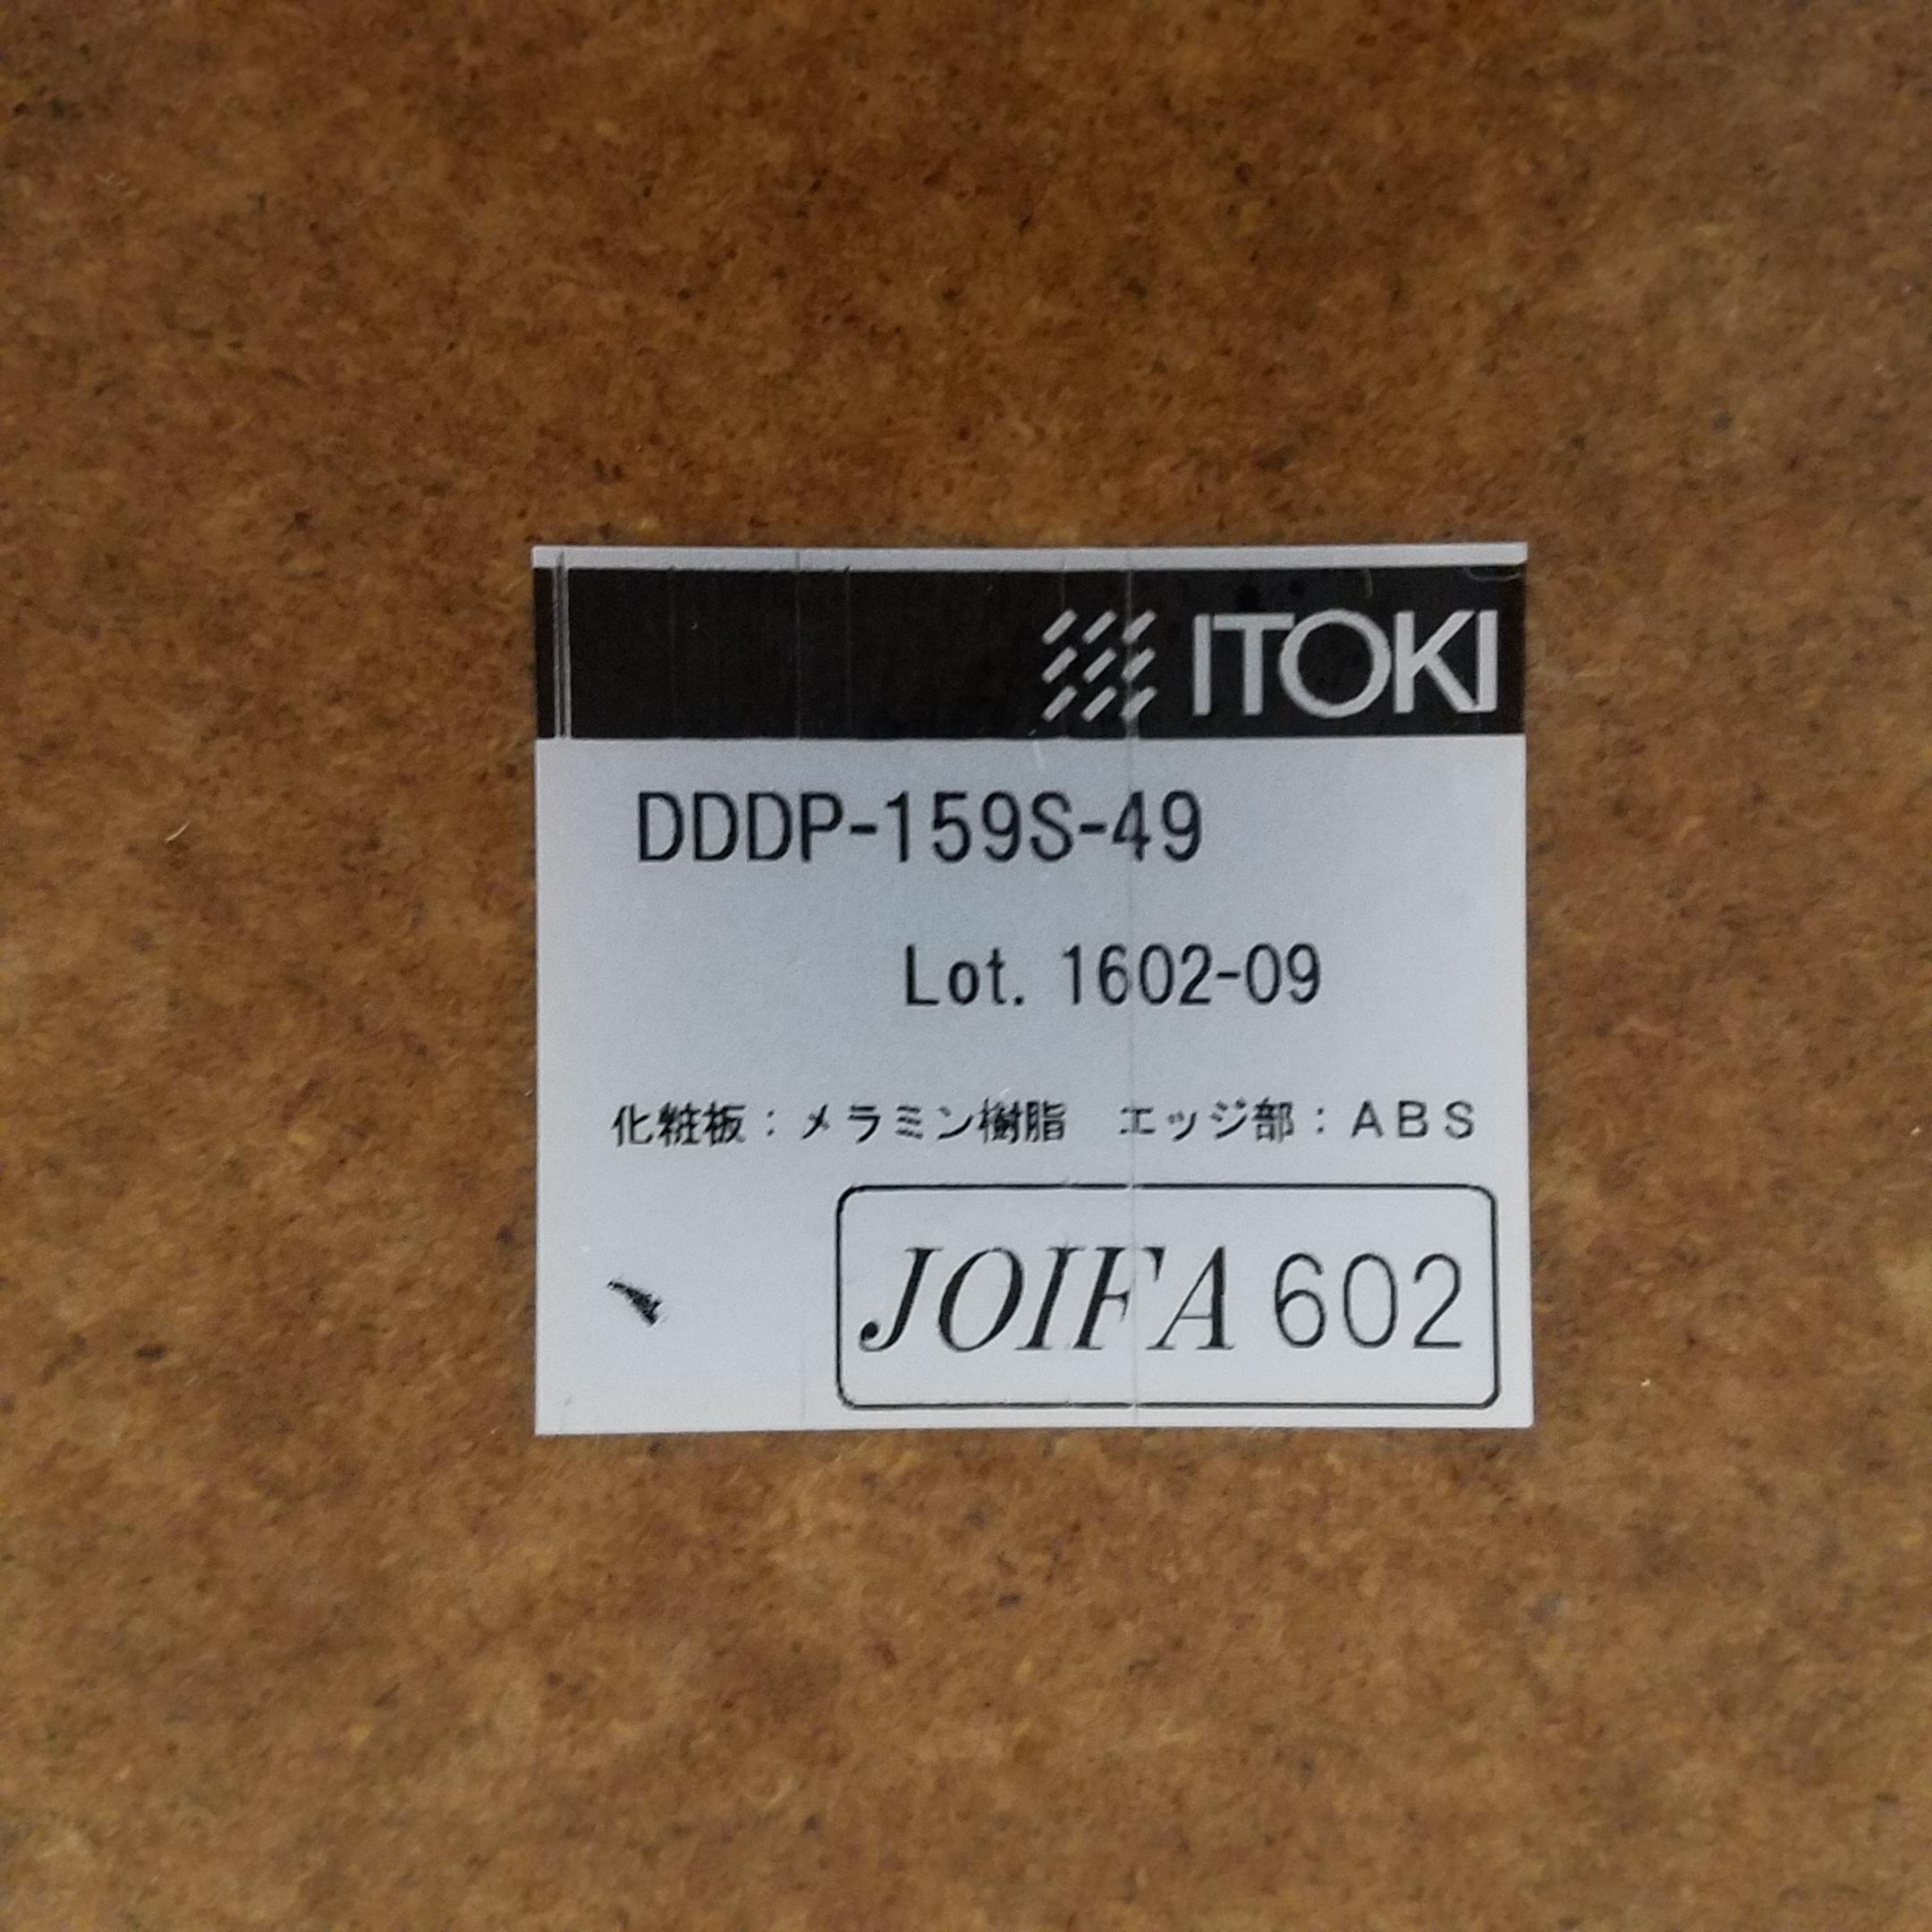 ITOKI
DDDP-159S-49
Lot. 1602-09
化粧板：メラミン樹脂　エッジ部：ＡＢＳ
JOIFA 602